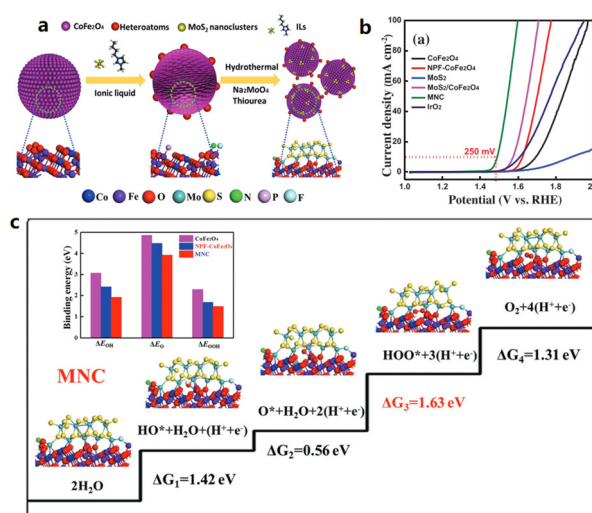 a
CoFe₂O₄
Heteroatoms
MoS₂ nanoclusters
ILs
Ionic liquid
Hydrothermal
Na₂MoO₄
Thiourea
Co Fe O Mo S N P F
b
(a)
Current density (mA cm⁻²)
100
80
60
40
20
0
CoFe₂O₄
NPF-CoFe₂O₄
MoS₂
MoS₂/CoFe₂O₄
MNC
IrO₂
250 mV
1.0 1.2 1.4 1.6 1.8 2
Potential (V vs. RHE)
c
Binding energy (eV)
5
4
3
2
1
0
CoFe₂O₄
NPF-CoFe₂O₄
MNC
ΔE_OH ΔE_O ΔE_OOH
MNC
2H₂O
HO*+H₂O+(H⁺+e⁻)
ΔG₁=1.42 eV
O*+H₂O+2(H⁺+e⁻)
ΔG₂=0.56 eV
HOO*+3(H⁺+e⁻)
ΔG₃=1.63 eV
O₂+4(H⁺+e⁻)
ΔG₄=1.31 eV